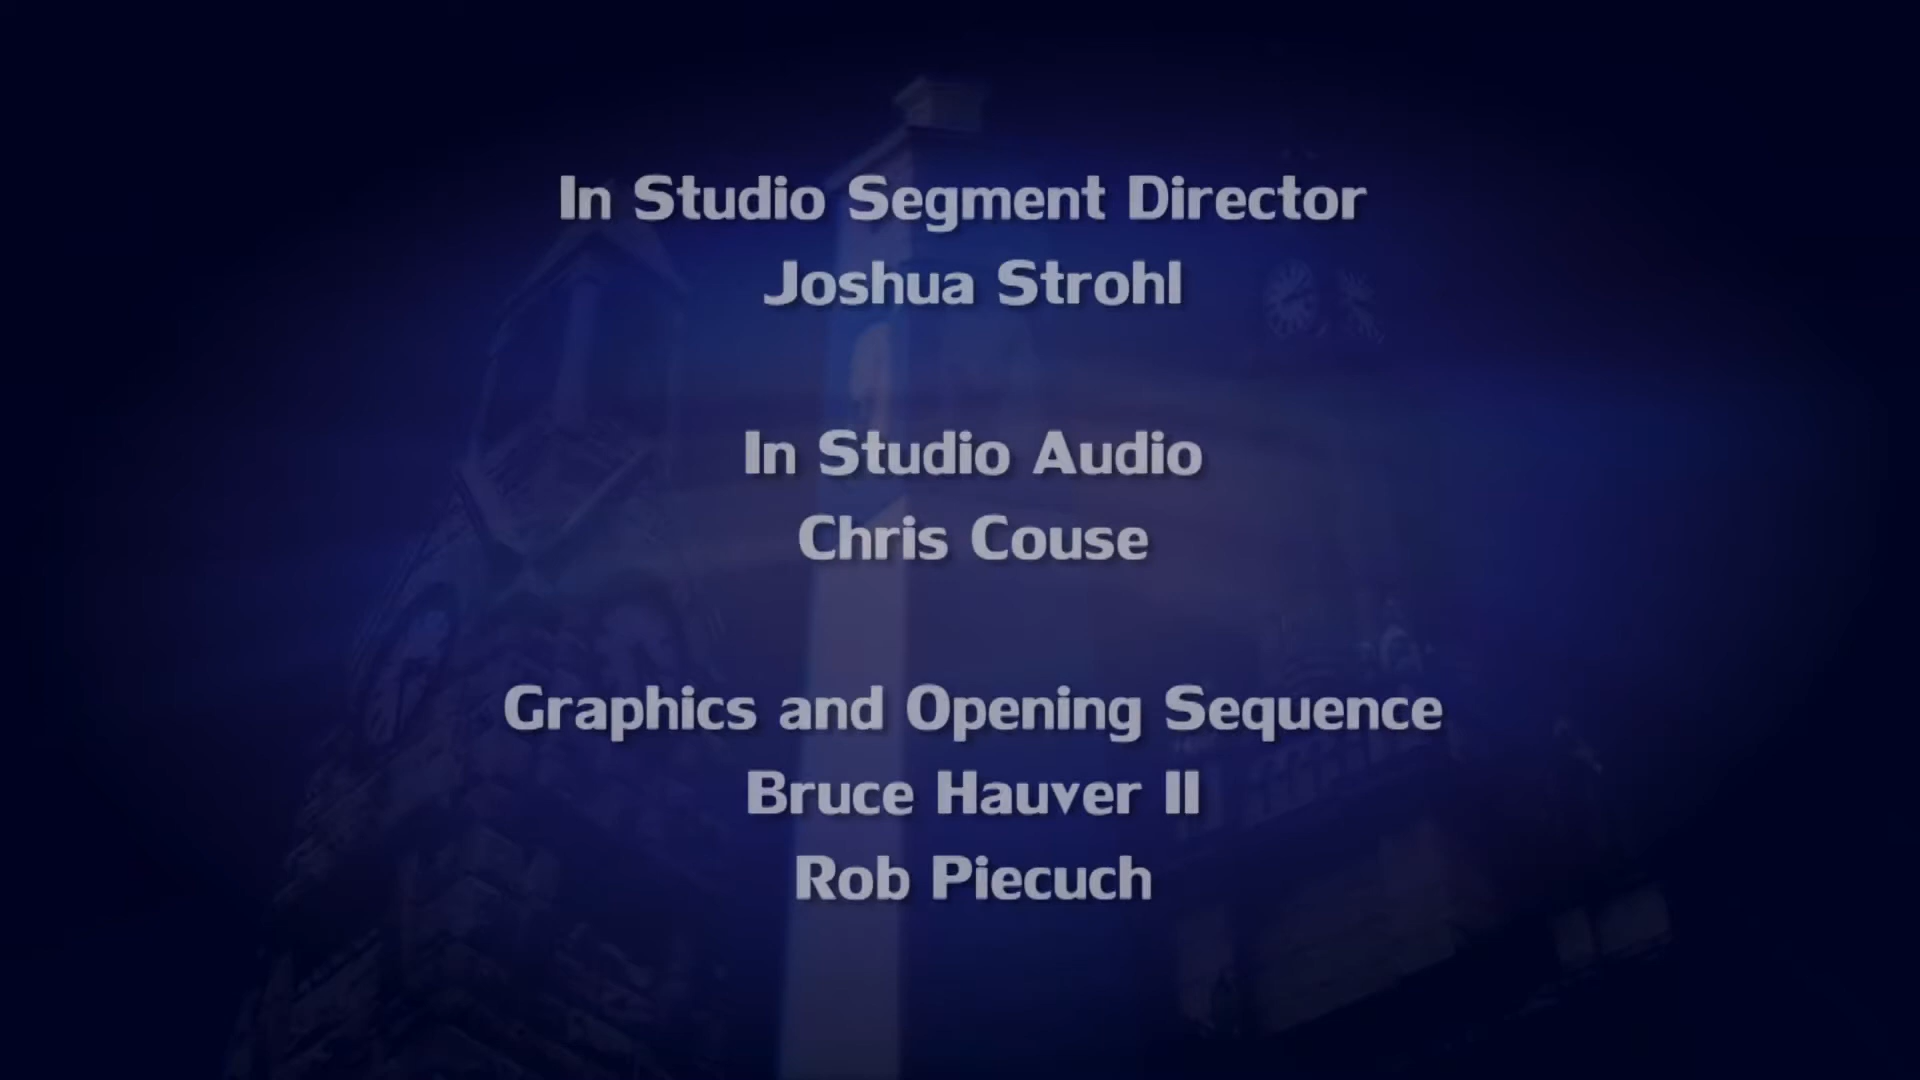 In Studio Segment Director
Joshua Strohl
In Studio Audio
Chris Couse
Graphics and Opening Sequence
Bruce Hauver II
Rob Piecuch